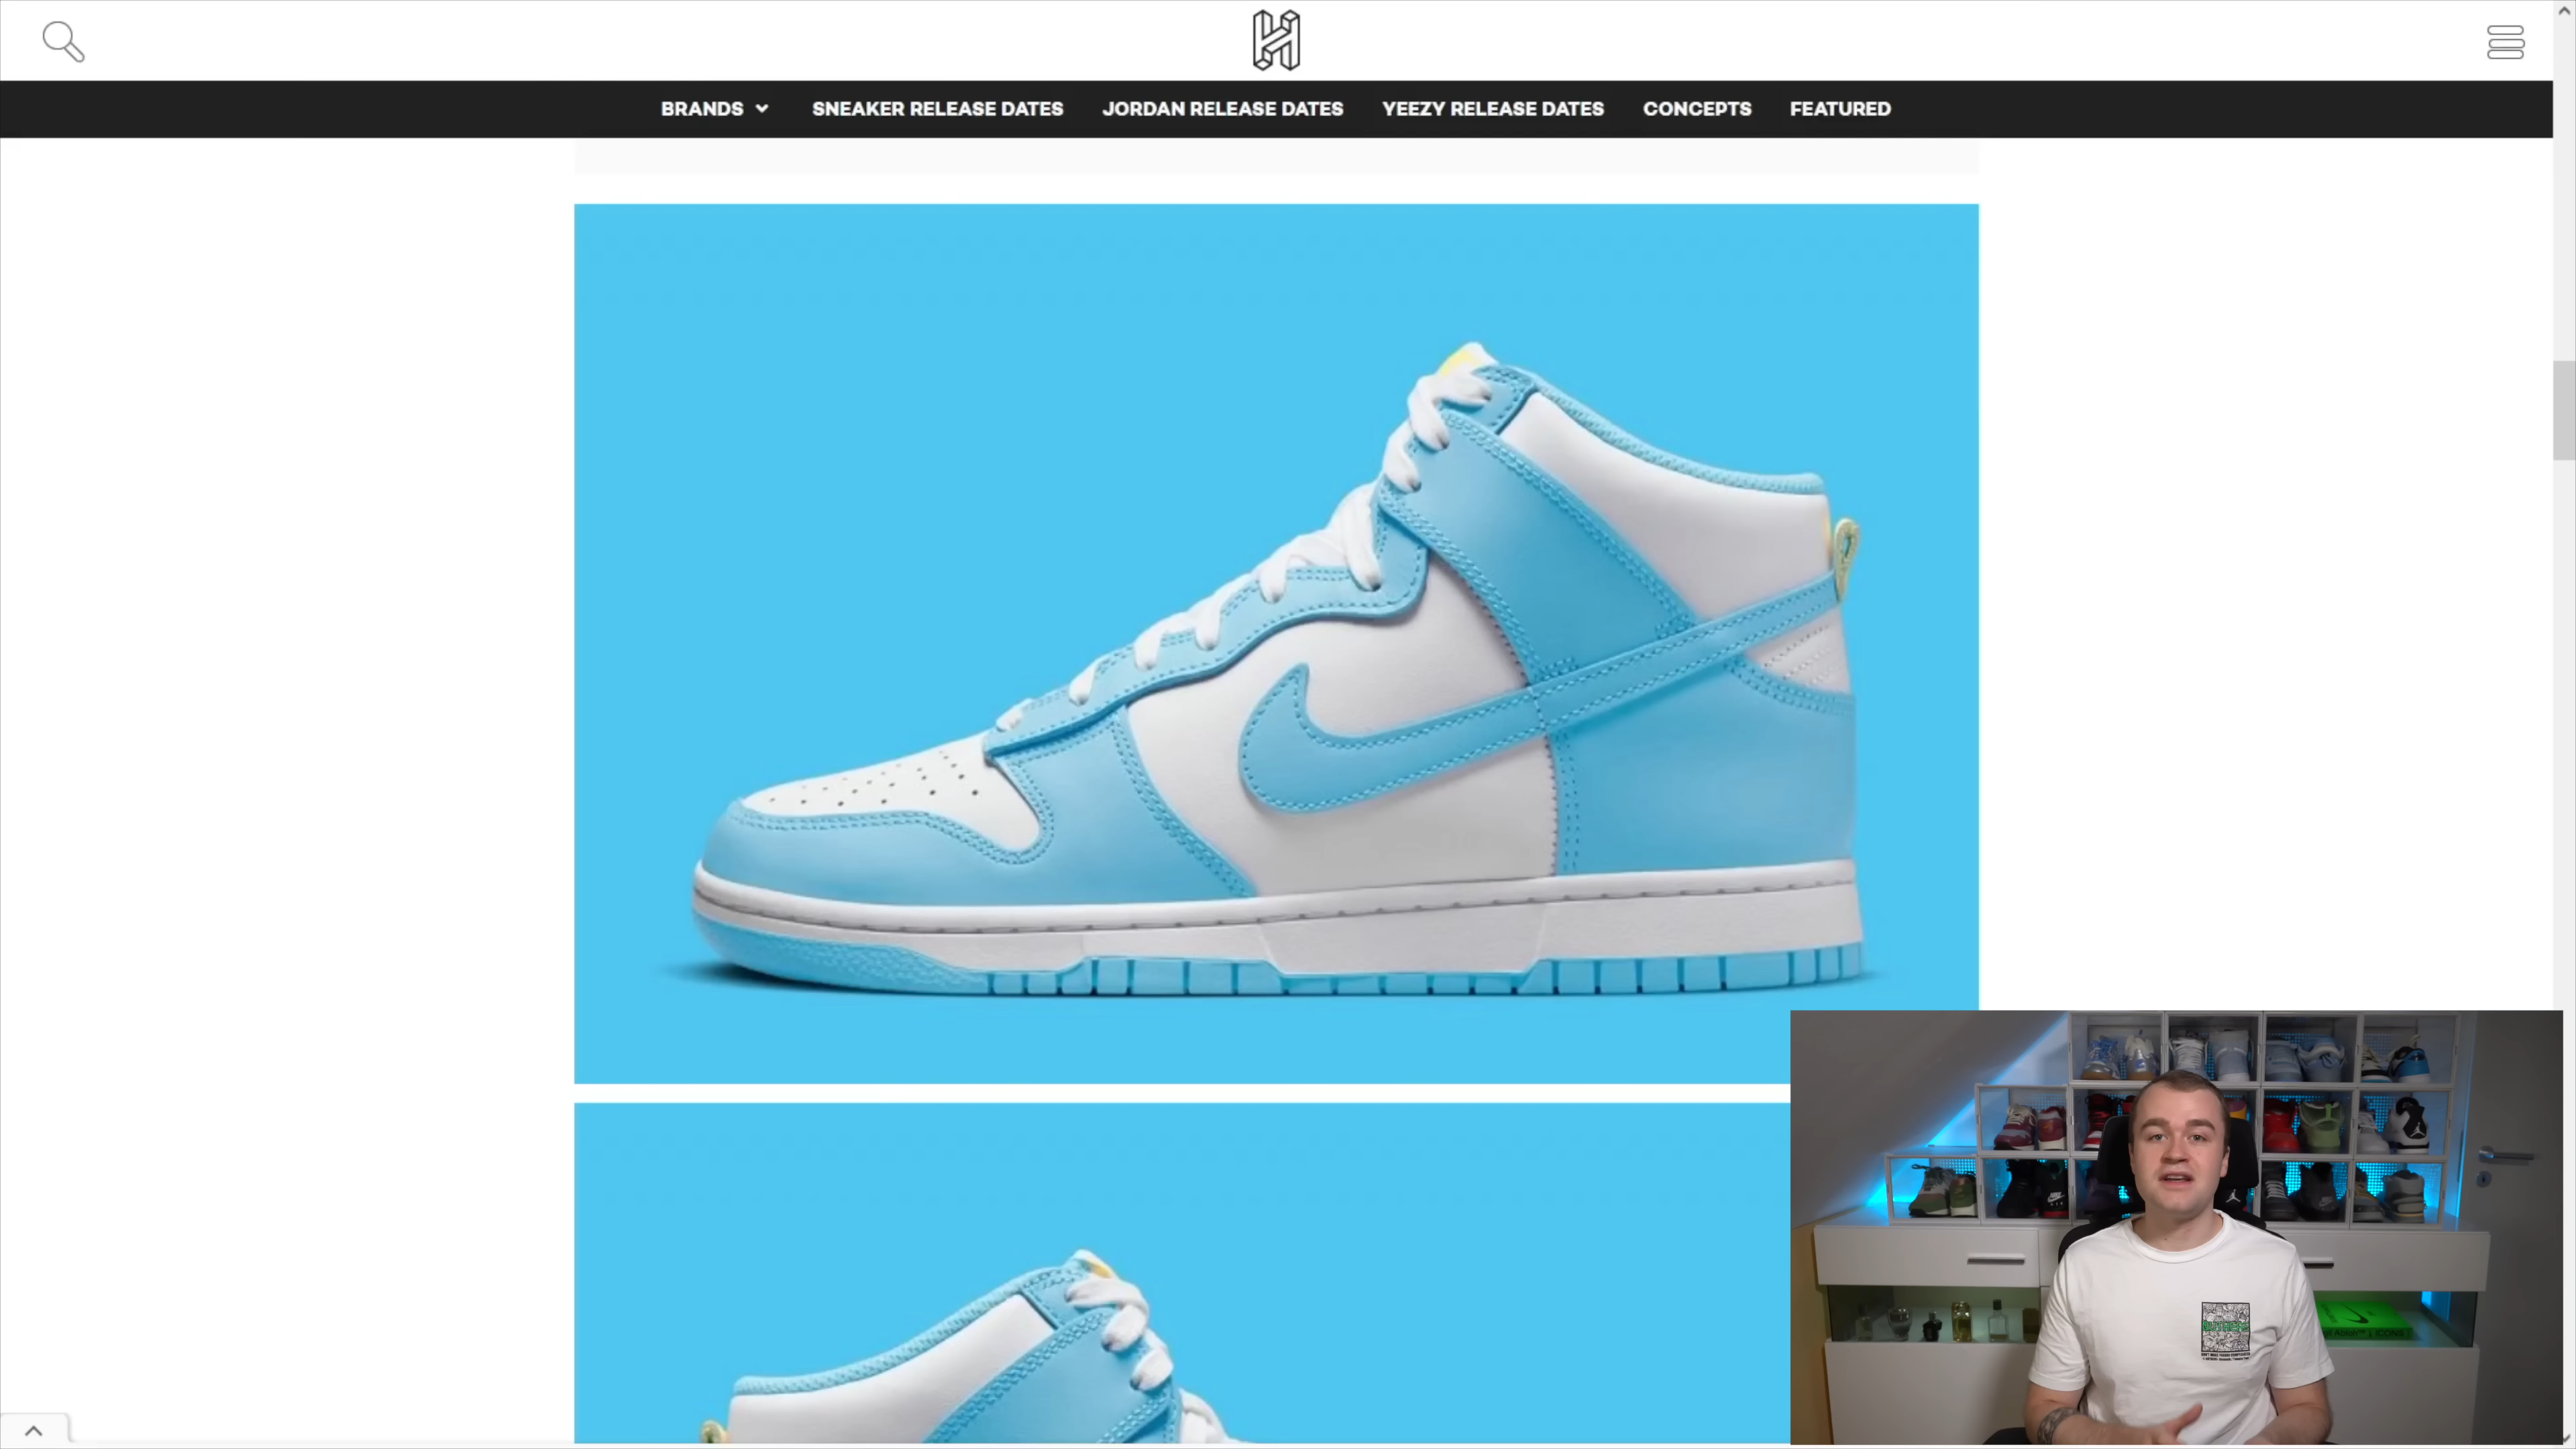 BRANDS
SNEAKER RELEASE DATES
JORDAN RELEASE DATES
YEEZY RELEASE DATES
CONCEPTS
FEATURED